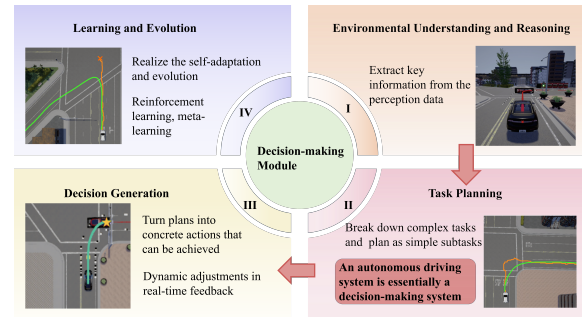 Learning and Evolution
Realize the self-adaptation
and evolution
Reinforcement
learning, meta-
learning
IV
Environmental Understanding and Reasoning
Extract key
information from the
perception data
I
Decision-making
Module
Decision Generation
Turn plans into
concrete actions that
can be achieved
Dynamic adjustments in
real-time feedback
III
Task Planning
II
Break down complex tasks
and plan as simple subtasks
An autonomous driving
system is essentially a
decision-making system